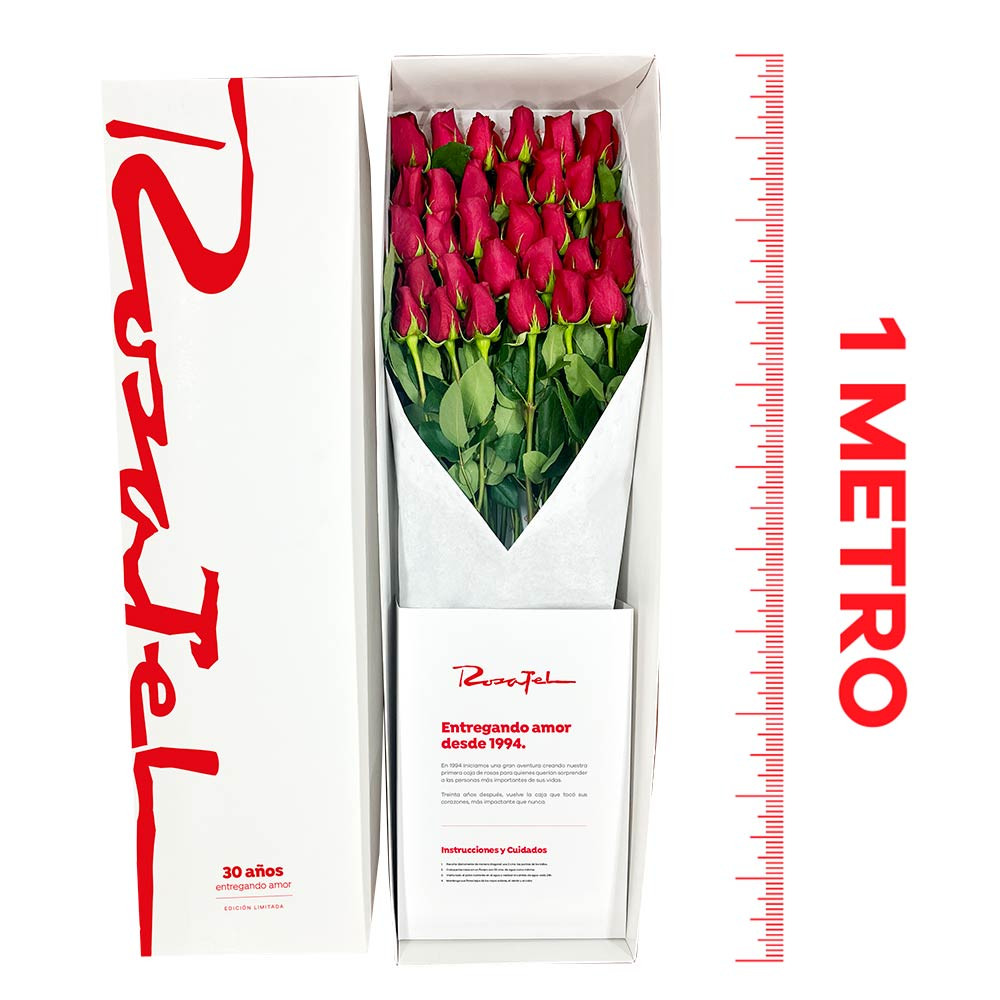 RosaTel
30 años
entregando amor
EDICIÓN LIMITADA
RosaTel
Entregando amor
desde 1994.
En 1994 iniciamos una gran aventura creando nuestra
primera caja de rosas para quienes querían sorprender
a las personas más importantes de sus vidas.
Treinta años después, vuelve la caja que tocó sus
corazones, más impactante que nunca.
Instrucciones y Cuidados
1 METRO